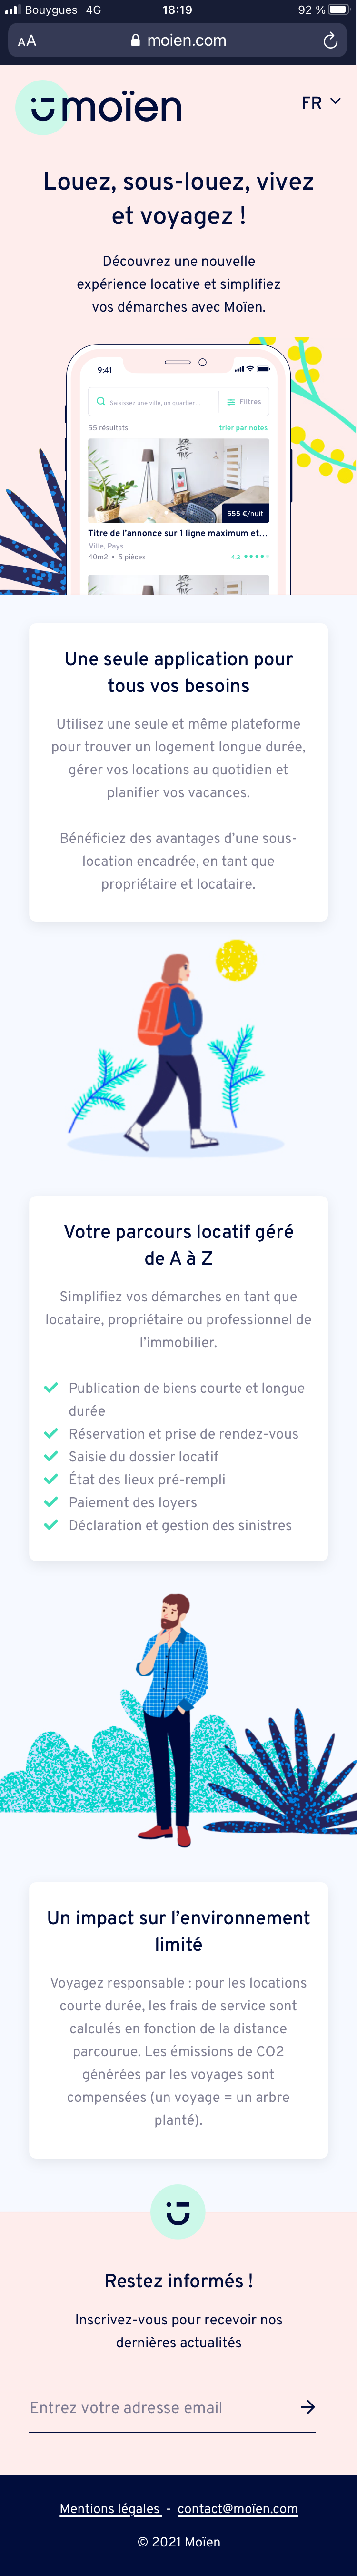 Bouygues 4G 18:19 92 %
AA moien.com
moïen FR
Louez, sous-louez, vivez
et voyagez !
Découvrez une nouvelle
expérience locative et simplifiez
vos démarches avec Moïen.
9:41
Saisissez une ville, un quartier... Filtres
55 résultats trier par notes
555 €/nuit
Titre de l'annonce sur 1 ligne maximum et...
Ville, Pays
40m2 • 5 pièces 4.3
Une seule application pour
tous vos besoins
Utilisez une seule et même plateforme
pour trouver un logement longue durée,
gérer vos locations au quotidien et
planifier vos vacances.
Bénéficiez des avantages d’une sous-
location encadrée, en tant que
propriétaire et locataire.
Votre parcours locatif géré
de A à Z
Simplifiez vos démarches en tant que
locataire, propriétaire ou professionnel de
l’immobilier.
Publication de biens courte et longue
durée
Réservation et prise de rendez-vous
Saisie du dossier locatif
État des lieux pré-rempli
Paiement des loyers
Déclaration et gestion des sinistres
Un impact sur l’environnement
limité
Voyagez responsable : pour les locations
courte durée, les frais de service sont
calculés en fonction de la distance
parcourue. Les émissions de CO2
générées par les voyages sont
compensées (un voyage = un arbre
planté).
Restez informés !
Inscrivez-vous pour recevoir nos
dernières actualités
Entrez votre adresse email
Mentions légales - contact@moïen.com
© 2021 Moïen